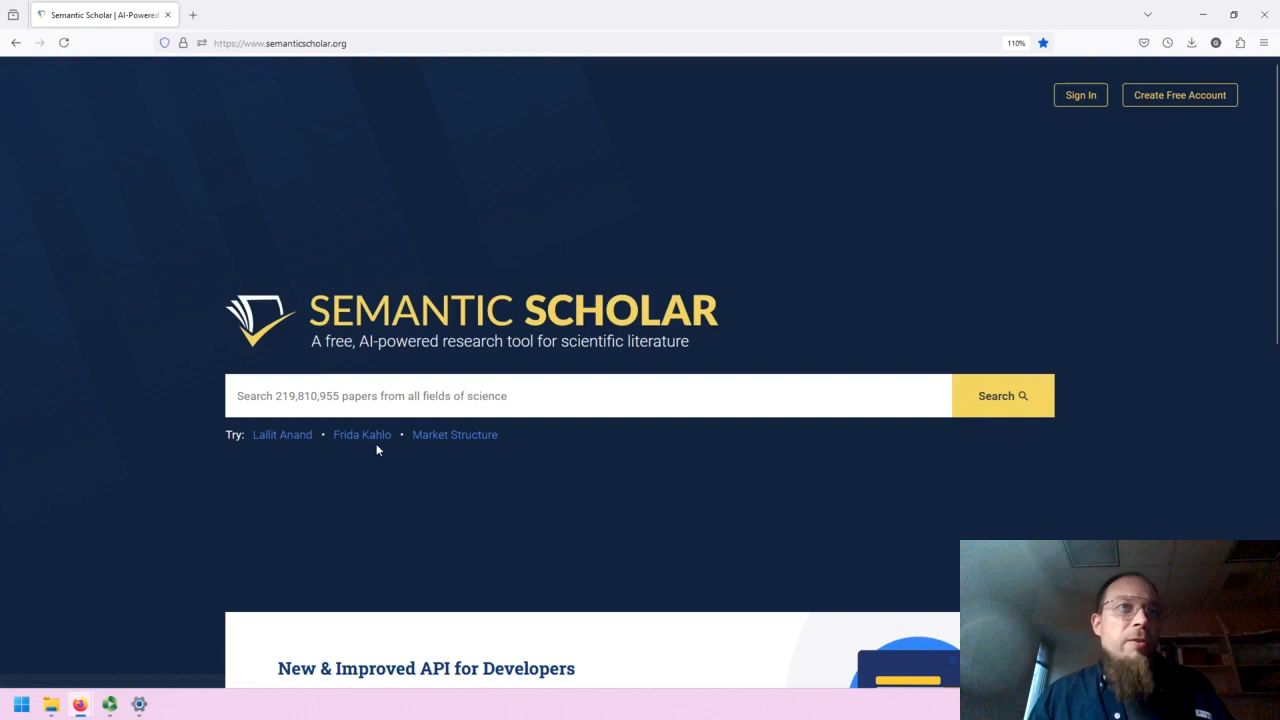 Semantic Scholar | AI-Powered
https://www.semanticscholar.org
110%
Sign In
Create Free Account
SEMANTIC SCHOLAR
A free, AI-powered research tool for scientific literature
Search 219,810,955 papers from all fields of science
Search
Try: Lallit Anand • Frida Kahlo • Market Structure
New & Improved API for Developers